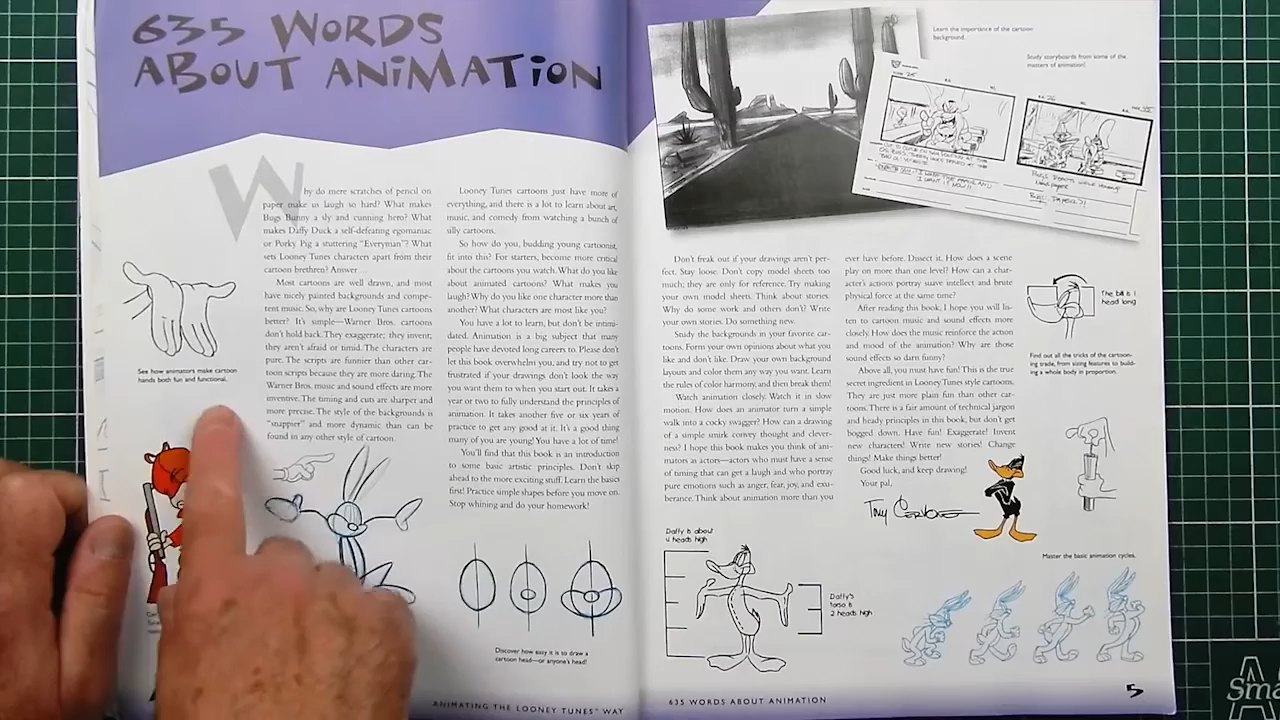 635 WORDS
ABOUT ANIMATION
Why do mere scratches of pencil on
paper make us laugh so hard? What makes
Bugs Bunny a sly and cunning hero? What
makes Daffy Duck a self-defeating egomaniac
or Porky Pig a stuttering "Everyman"? What
sets Looney Tunes characters apart from their
cartoon brethren? Answer ...
Most cartoons are well drawn, and most
have nicely painted backgrounds and compe-
tent music. So, why are Looney Tunes cartoons
better? It's simple—Warner Bros. cartoons
don't hold back. They exaggerate; they invent,
they aren't afraid or timid. The characters are
pure. The scripts are funnier than other car-
toon scripts because they are more daring. The
Warner Bros. music and sound effects are more
inventive. The timing and cuts are sharper and
more precise. The style of the backgrounds is
"snappier" and more dynamic than can be
found in any other style of cartoon.
See how animators make cartoon
hands both fun and functional.
Looney Tunes cartoons just have more of
everything, and there is a lot to learn about art,
music, and comedy from watching a bunch of
silly cartoons.
So how do you, budding young cartoonist,
fit into this? For starters, become more critical
about the cartoons you watch. What do you like
about animated cartoons? What makes you
laugh? Why do you like one character more than
another? What characters are most like you?
You have a lot to learn, but don't be intimi-
dated. Animation is a big subject that many
people have devoted long careers to. Please don't
let this book overwhelm you, and try not to get
frustrated if your drawings don't look the way
you want them to when you start out. It takes a
year or two to fully understand the principles of
animation. It takes another five or six years of
practice to get any good at it. It's a good thing
many of you are young! You have a lot of time!
You'll find that this book is an introduction
to some basic artistic principles. Don't skip
ahead to the more exciting stuff. Learn the basics
first! Practice simple shapes before you move on.
Stop whining and do your homework!
Discover how easy it is to draw a
cartoon head—or anyone's head!
ANIMATING THE LOONEY TUNES™ WAY
Learn the importance of the cartoon
background.
Study storyboards from some of the
masters of animation!
Don't freak out if your drawings aren't per-
fect. Stay loose. Don't copy model sheets too
much; they are only for reference. Try making
your own model sheets. Think about stories.
Why do some work and others don't? Write
your own stories. Do something new.
Study the backgrounds in your favorite car-
toons. Form your own opinions about what you
like and don't like. Draw your own background
layouts and color them any way you want. Learn
the rules of color harmony, and then break them!
Watch animation closely. Watch it in slow
motion. How does an animator turn a simple
walk into a cocky swagger? How can a drawing
of a simple smirk convey thought and clever-
ness? I hope this book makes you think of ani-
mators as actors—actors who must have a sense
of timing that can get a laugh and who portray
pure emotions such as anger, fear, joy, and exu-
berance. Think about animation more than you
ever have before. Dissect it. How does a scene
play on more than one level? How can a char-
acter's actions portray suave intellect and brute
physical force at the same time?
After reading this book, I hope you will lis-
ten to cartoon music and sound effects more
closely. How does the music reinforce the action
and mood of the animation? Why are those
sound effects so darn funny?
Above all, you must have fun! This is the true
secret ingredient in Looney Tunes style cartoons.
They are just more plain fun than other car-
toons. There is a fair amount of technical jargon
and heady principles in this book, but don't get
bogged down. Have fun! Exaggerate! Invent
new characters! Write new stories! Change
things! Make things better!
Good luck, and keep drawing!
Your pal,
Tony Cervone
The bill is 1
head long
Find out all the tricks of the cartoon-
ing trade, from sizing features to build-
ing a whole body in proportion.
Daffy is about
4 heads high
Daffy's
torso is
2 heads high
Master the basic animation cycles.
635 WORDS ABOUT ANIMATION
5